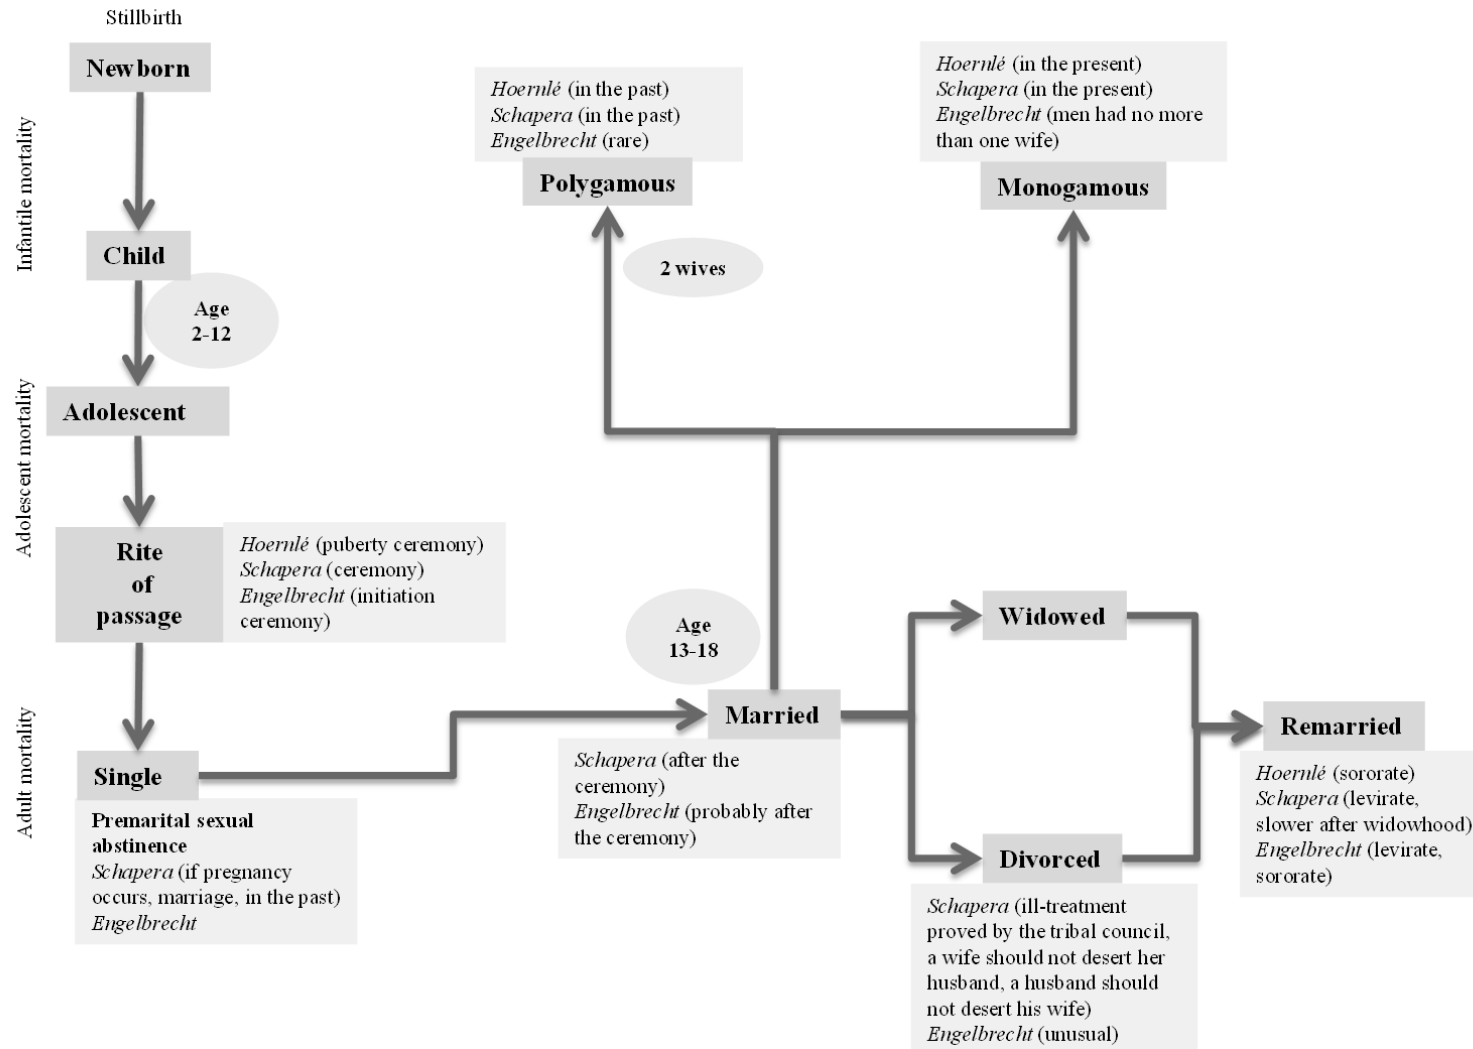 Stillbirth
Newborn
Infantile mortality
Child
Age
2-12
Adolescent mortality
Adolescent
Rite
of
passage
Hoernlé (puberty ceremony)
Schapera (ceremony)
Engelbrecht (initiation
ceremony)
Adult mortality
Single
Premarital sexual
abstinence
Schapera (if pregnancy
occurs, marriage, in the past)
Engelbrecht
Hoernlé (in the past)
Schapera (in the past)
Engelbrecht (rare)
Polygamous
2 wives
Hoernlé (in the present)
Schapera (in the present)
Engelbrecht (men had no more
than one wife)
Monogamous
Age
13-18
Married
Schapera (after the
ceremony)
Engelbrecht (probably after
the ceremony)
Widowed
Divorced
Schapera (ill-treatment
proved by the tribal council,
a wife should not desert her
husband, a husband should
not desert his wife)
Engelbrecht (unusual)
Remarried
Hoernlé (sororate)
Schapera (levirate,
slower after widowhood)
Engelbrecht (levirate,
sororate)